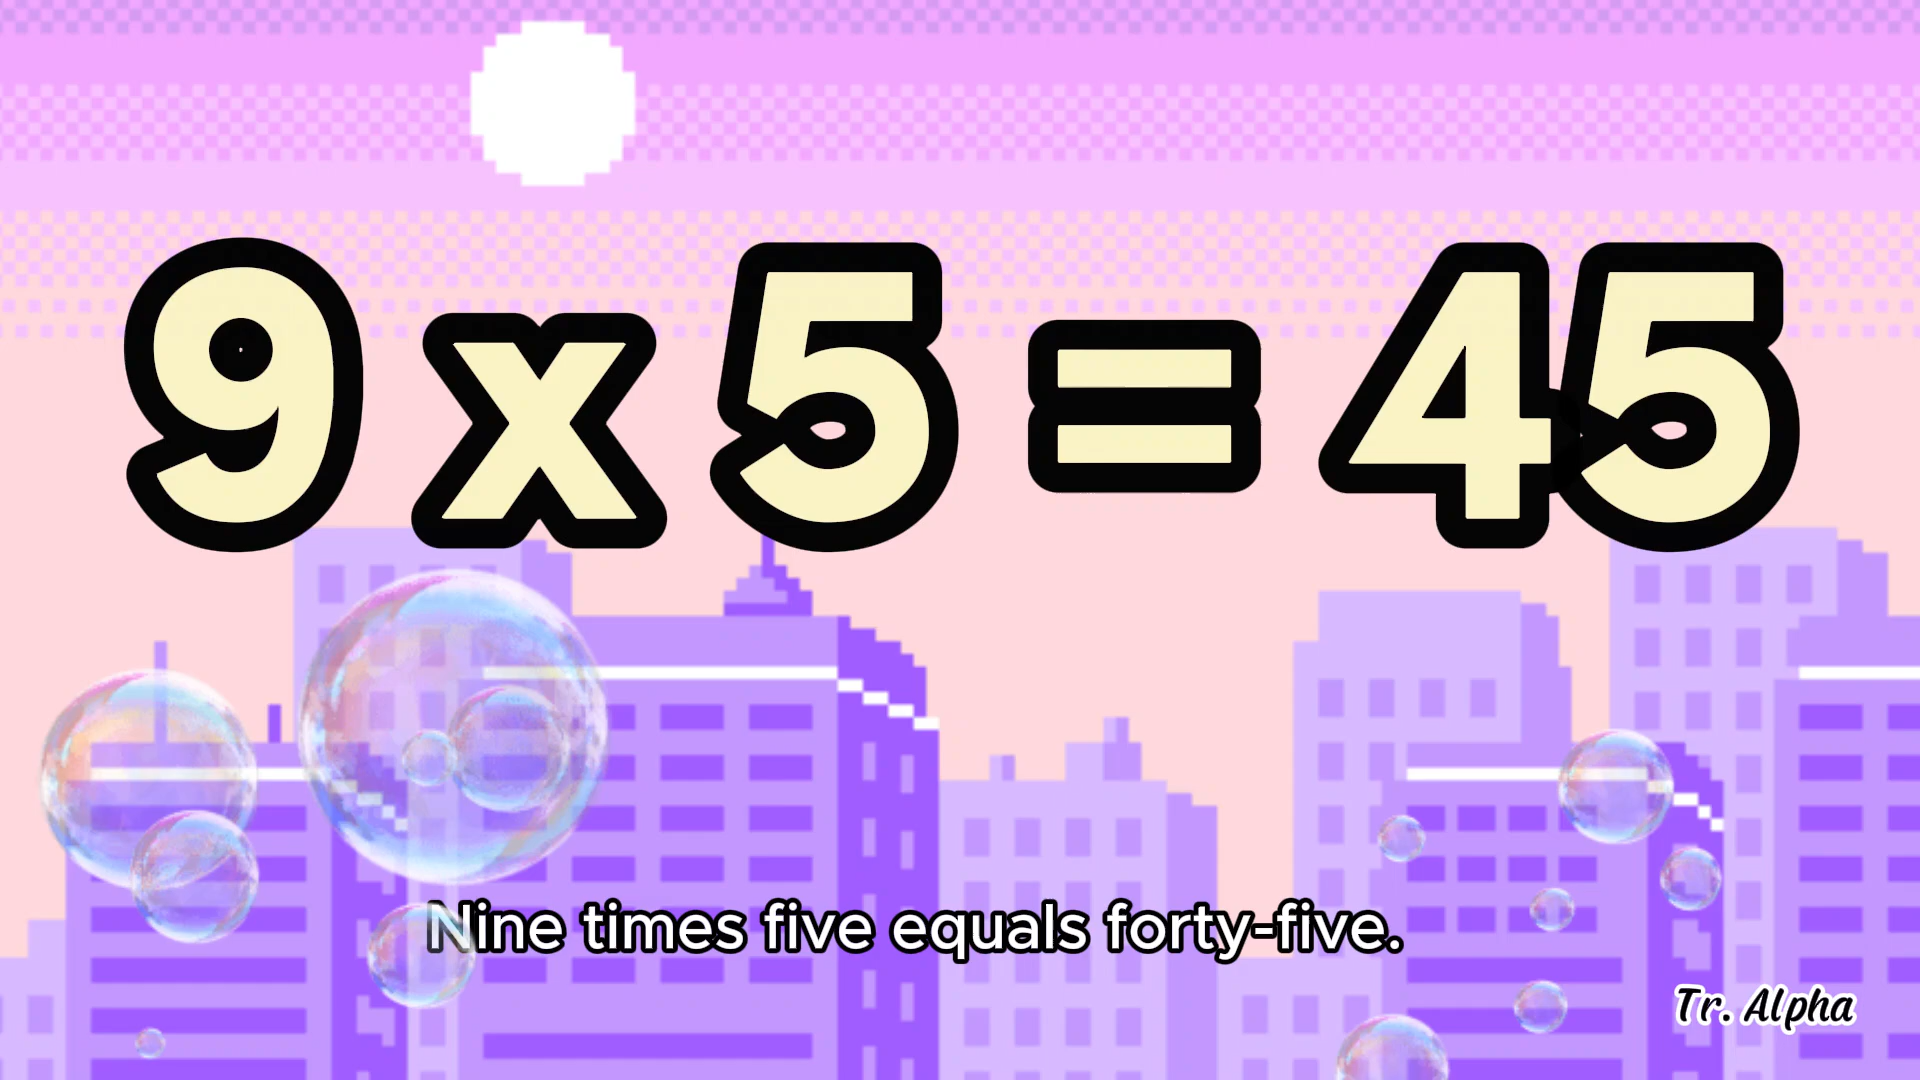 9 x 5 = 45
Nine times five equals forty-five.
Tr. Alpha